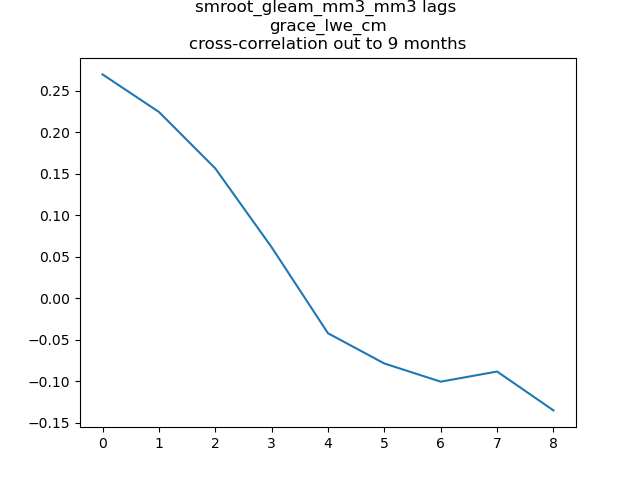 smroot_gleam_mm3_mm3 lags
grace_lwe_cm
cross-correlation out to 9 months
0.25
0.20
0.15
0.10
0.05
0.00
−0.05
−0.10
−0.15
0 1 2 3 4 5 6 7 8